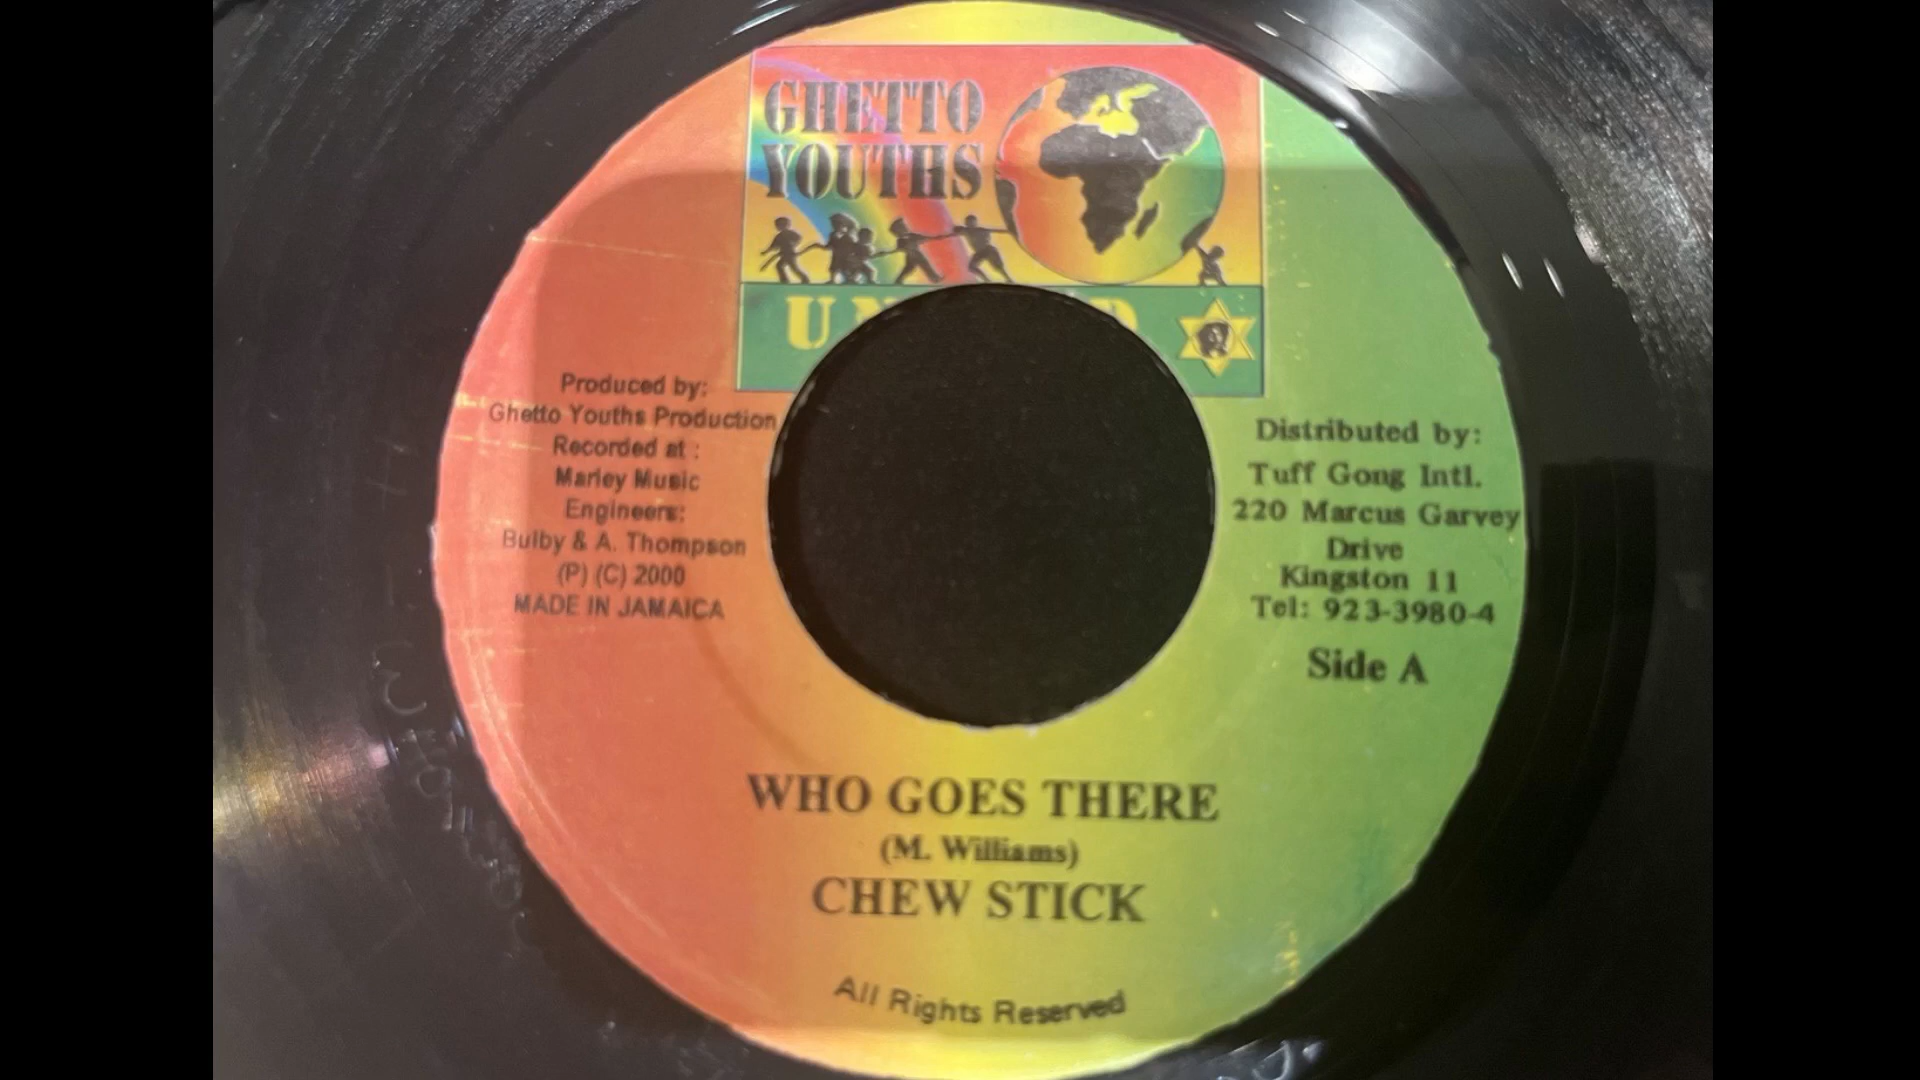 GHETTO
YOUTHS
Produced by:
Ghetto Youths Production
Recorded at :
Marley Music
Engineers:
Bulby & A. Thompson
(P) (C) 2000
MADE IN JAMAICA
Distributed by:
Tuff Gong Intl.
220 Marcus Garvey
Drive
Kingston 11
Tel: 923-3980-4
Side A
WHO GOES THERE
(M. Williams)
CHEW STICK
All Rights Reserved